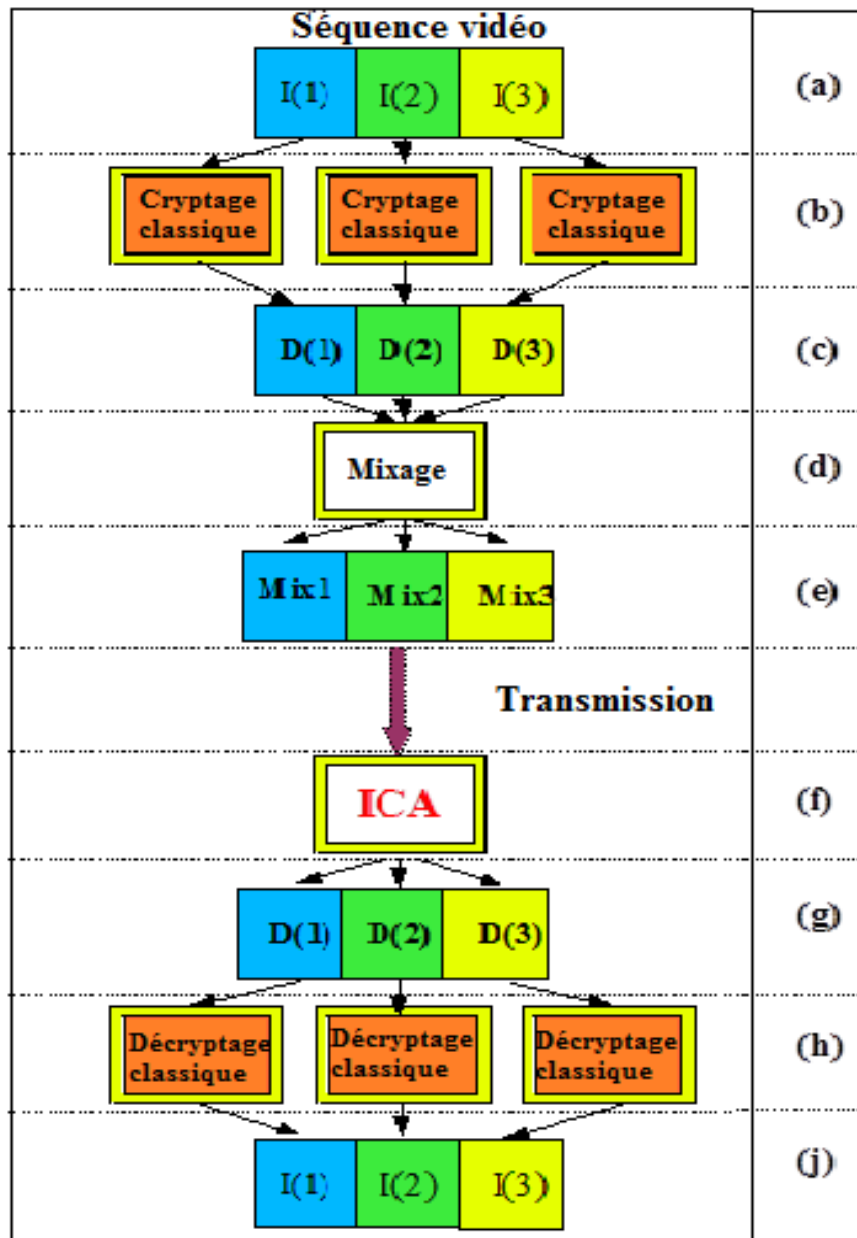 Séquence vidéo
I(1) I(2) I(3) (a)
Cryptage classique Cryptage classique Cryptage classique (b)
D(1) D(2) D(3) (c)
Mixage (d)
Mix1 Mix2 Mix3 (e)
Transmission
ICA (f)
D(1) D(2) D(3) (g)
Décryptage classique Décryptage classique Décryptage classique (h)
I(1) I(2) I(3) (j)